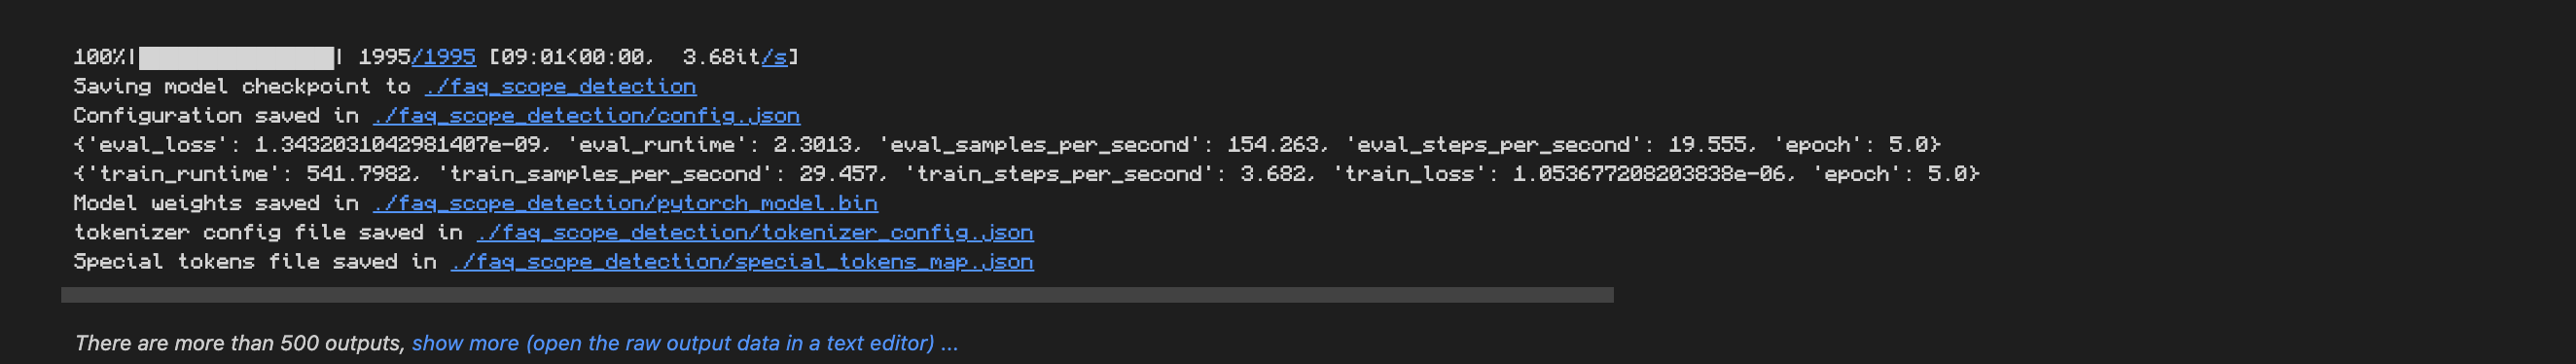 100%|██████████| 1995/1995 [09:01<00:00,  3.68it/s]
Saving model checkpoint to ./faq_scope_detection
Configuration saved in ./faq_scope_detection/config.json
{'eval_loss': 1.3432031042981407e-09, 'eval_runtime': 2.3013, 'eval_samples_per_second': 154.263, 'eval_steps_per_second': 19.555, 'epoch': 5.0}
{'train_runtime': 541.7982, 'train_samples_per_second': 29.457, 'train_steps_per_second': 3.682, 'train_loss': 1.053677208203838e-06, 'epoch': 5.0}
Model weights saved in ./faq_scope_detection/pytorch_model.bin
tokenizer config file saved in ./faq_scope_detection/tokenizer_config.json
Special tokens file saved in ./faq_scope_detection/special_tokens_map.json
There are more than 500 outputs, show more (open the raw output data in a text editor) ...